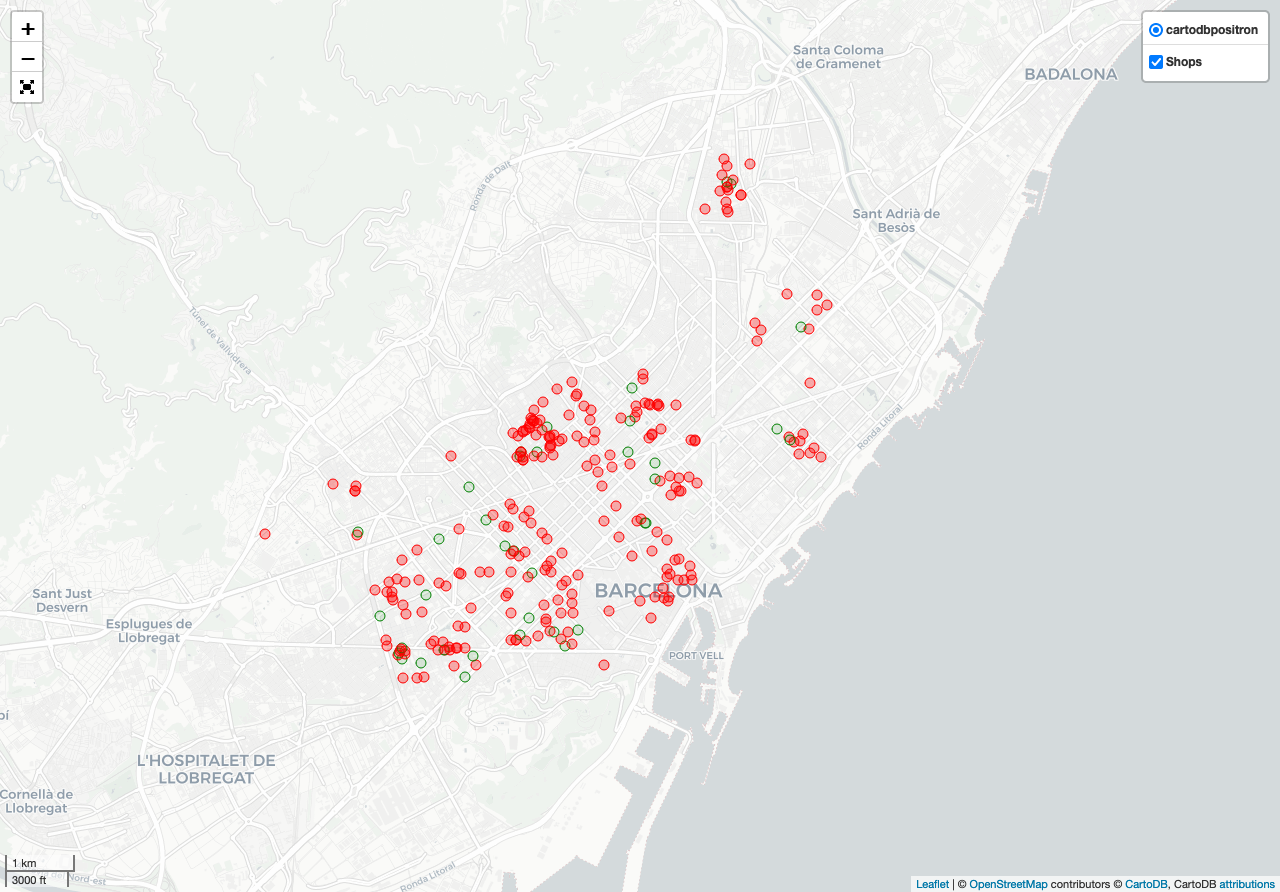 +
−
cartodbpositron
Shops
Santa Coloma
de Gramenet
BADALONA
Ronda de Dalt
Sant Adrià de
Besòs
Túnel de Vallvidrera
Ronda Litoral
Sant Just
Desvern
Esplugues de
Llobregat
BARCELONA
PORT VELL
L'HOSPITALET DE
LLOBREGAT
Cornellà de
Llobregat
Ronda Litoral
1 km
3000 ft
Leaflet | © OpenStreetMap contributors © CartoDB, CartoDB attributions